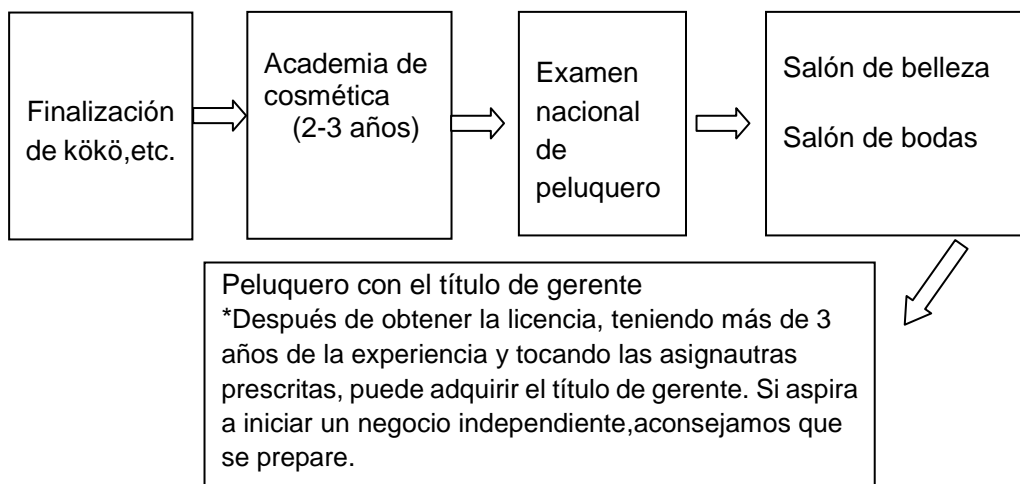 Finalización
de kökö,etc.
Academia de
cosmética
(2-3 años)
Examen
nacional
de
peluquero
Salón de belleza
Salón de bodas
Peluquero con el título de gerente
*Después de obtener la licencia, teniendo más de 3
años de la experiencia y tocando las asignautras
prescritas, puede adquirir el título de gerente. Si aspira
a iniciar un negocio independiente,aconsejamos que
se prepare.